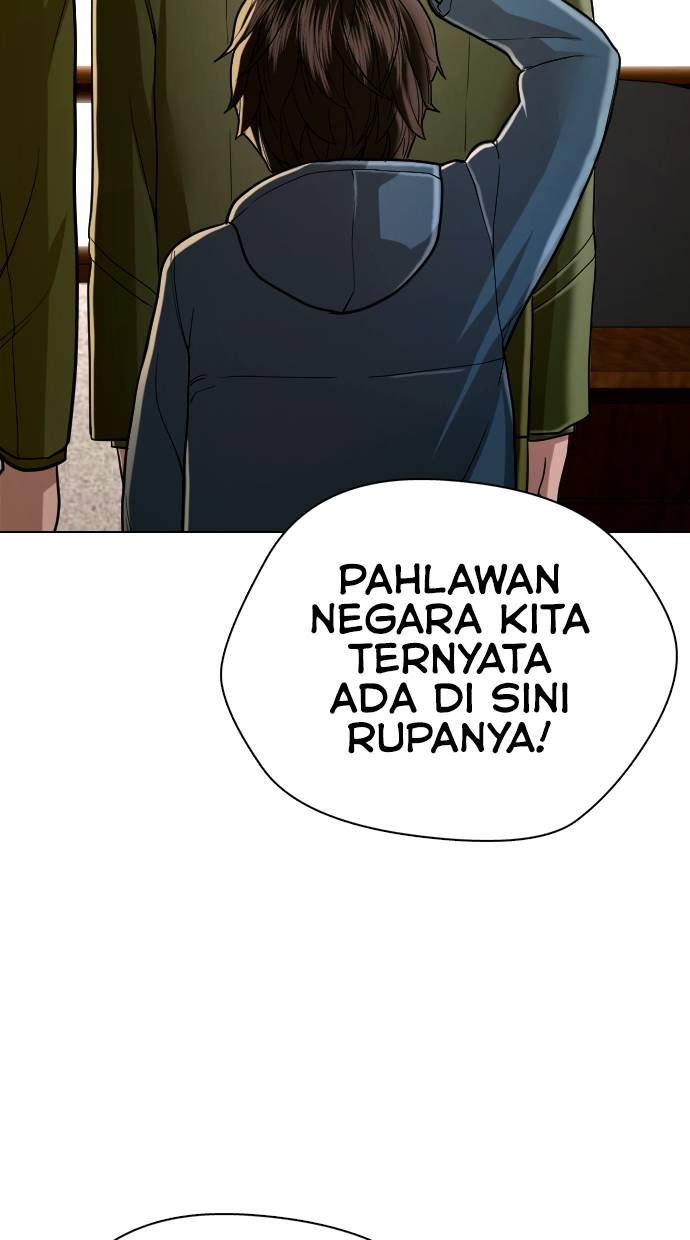 PAHLAWAN
NEGARA KITA
TERNYATA
ADA DI SINI
RUPANYA!